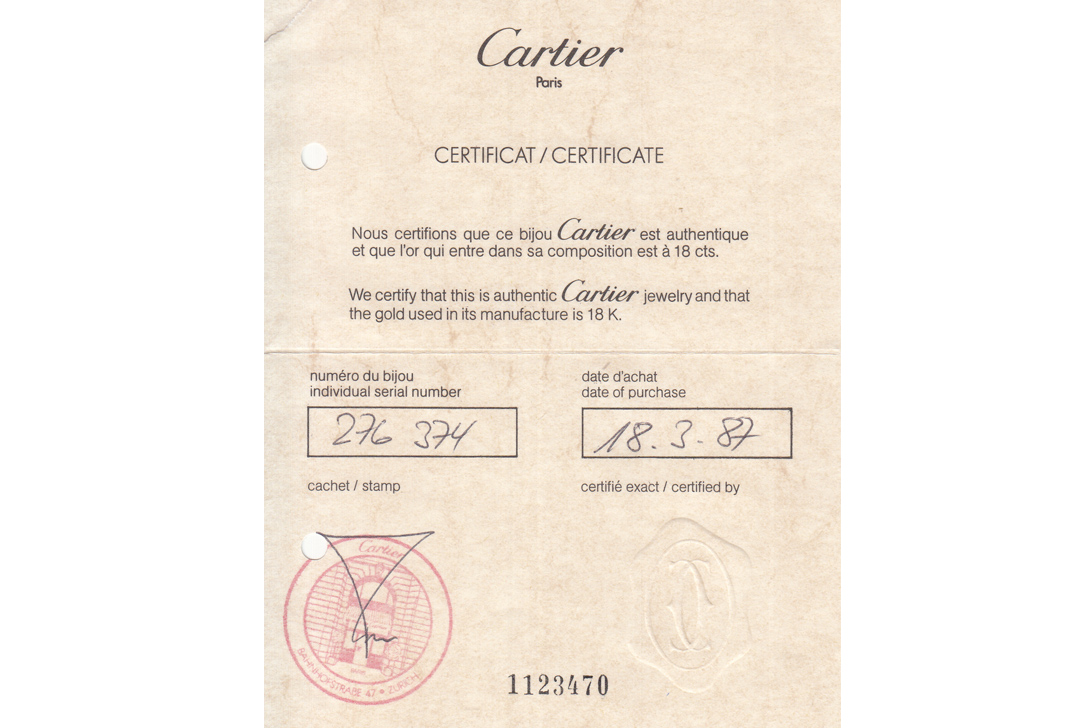 Cartier
Paris
CERTIFICAT / CERTIFICATE
Nous certifions que ce bijou Cartier est authentique
et que l'or qui entre dans sa composition est à 18 cts.
We certify that this is authentic Cartier jewelry and that
the gold used in its manufacture is 18 K.
numéro du bijou
individual serial number
date d'achat
date of purchase
276 374
18.3.87
cachet / stamp
certifié exact / certified by
Cartier
BAHNHOFSTRAßE 47 • ZÜRICH
1123470